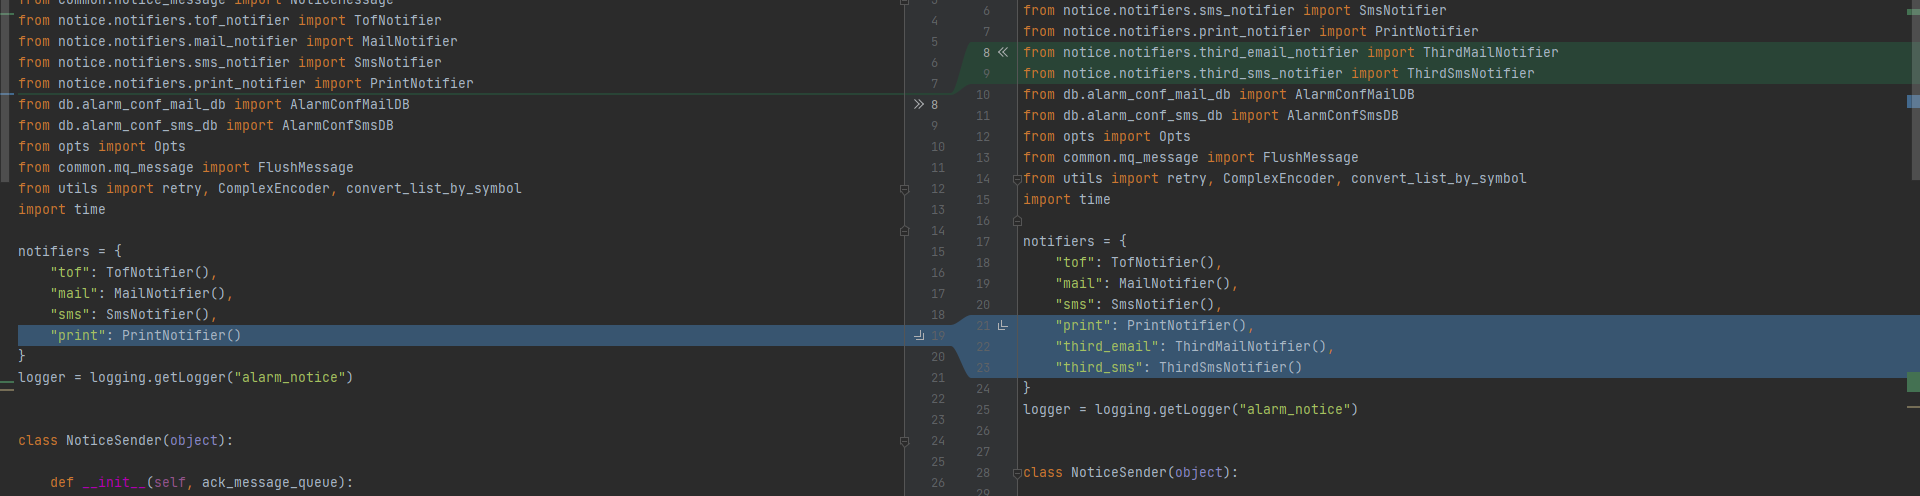 from common.notice_message import NoticeMessage
from notice.notifiers.tof_notifier import TofNotifier
from notice.notifiers.mail_notifier import MailNotifier
from notice.notifiers.sms_notifier import SmsNotifier
from notice.notifiers.print_notifier import PrintNotifier
from db.alarm_conf_mail_db import AlarmConfMailDB
from db.alarm_conf_sms_db import AlarmConfSmsDB
from opts import Opts
from common.mq_message import FlushMessage
from utils import retry, ComplexEncoder, convert_list_by_symbol
import time
notifiers = {
    "tof": TofNotifier(),
    "mail": MailNotifier(),
    "sms": SmsNotifier(),
    "print": PrintNotifier()
}
logger = logging.getLogger("alarm_notice")
class NoticeSender(object):
    def __init__(self, ack_message_queue):
3
4
5
6
7
8
9
10
11
12
13
14
15
16
17
18
19
20
21
22
23
24
25
26
6 from notice.notifiers.sms_notifier import SmsNotifier
7 from notice.notifiers.print_notifier import PrintNotifier
8 from notice.notifiers.third_email_notifier import ThirdMailNotifier
9 from notice.notifiers.third_sms_notifier import ThirdSmsNotifier
10 from db.alarm_conf_mail_db import AlarmConfMailDB
11 from db.alarm_conf_sms_db import AlarmConfSmsDB
12 from opts import Opts
13 from common.mq_message import FlushMessage
14 from utils import retry, ComplexEncoder, convert_list_by_symbol
15 import time
16
17 notifiers = {
18     "tof": TofNotifier(),
19     "mail": MailNotifier(),
20     "sms": SmsNotifier(),
21     "print": PrintNotifier(),
22     "third_email": ThirdMailNotifier(),
23     "third_sms": ThirdSmsNotifier()
24 }
25 logger = logging.getLogger("alarm_notice")
26
27
28 class NoticeSender(object):
29